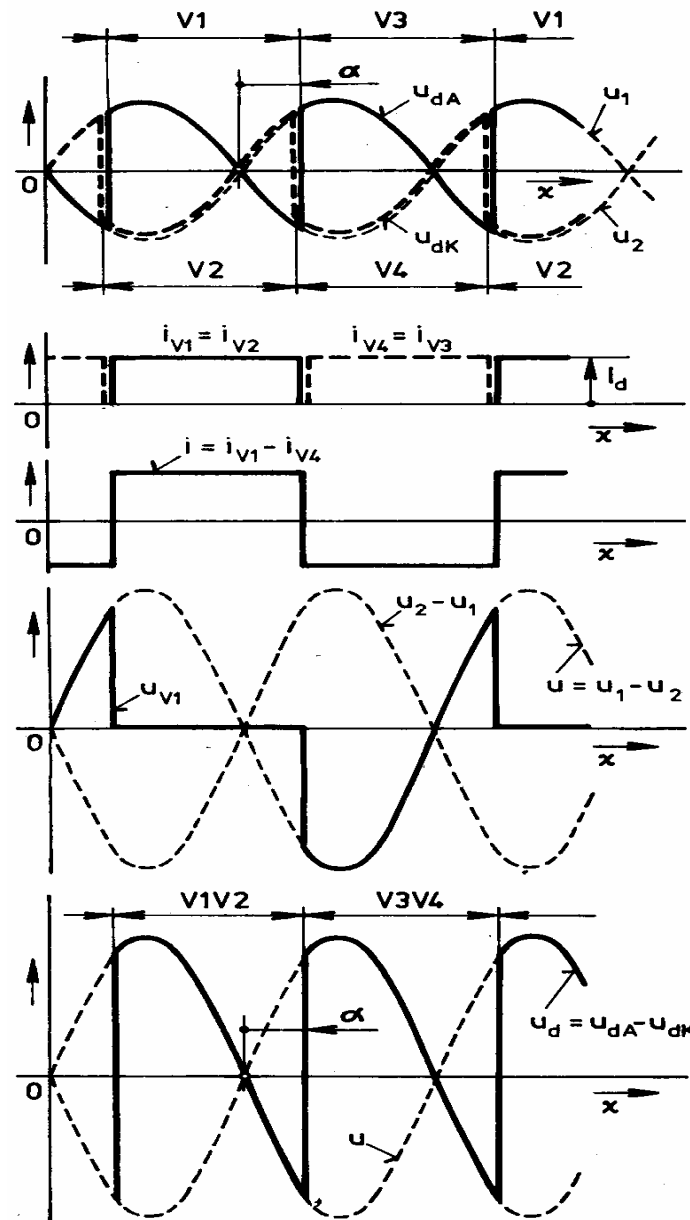 V1 V3 V1
α
u_dA
u_1
0
x
u_dK
u_2
V2 V4 V2
i_V1 = i_V2 i_V4 = i_V3
I_d
0
x
i = i_V1 − i_V4
0
x
u_2 − u_1
u_V1
u = u_1 − u_2
0
x
V1V2 V3V4
α
u_d = u_dA − u_dK
0
x
u